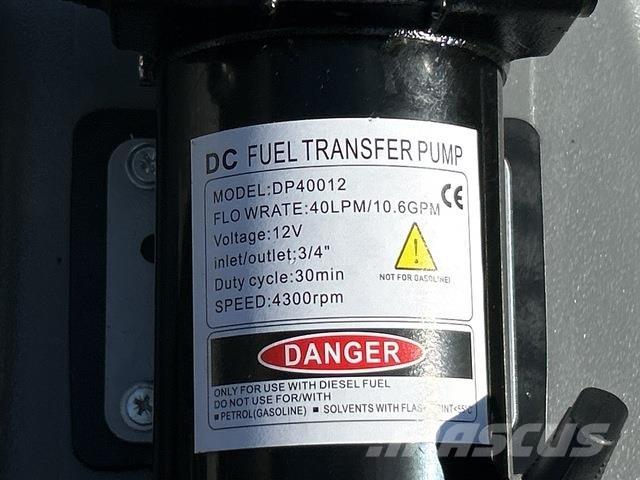 DC FUEL TRANSFER PUMP
MODEL:DP40012
FLO WRATE:40LPM/10.6GPM
CE
Voltage:12V
inlet/outlet;3/4"
Duty cycle:30min
NOT FOR GASOLINE!
SPEED:4300rpm
DANGER
ONLY FOR USE WITH DIESEL FUEL
DO NOT USE FOR/WITH
■ PETROL(GASOLINE) ■ SOLVENTS WITH FLASH POINT<55℃
MASCUS